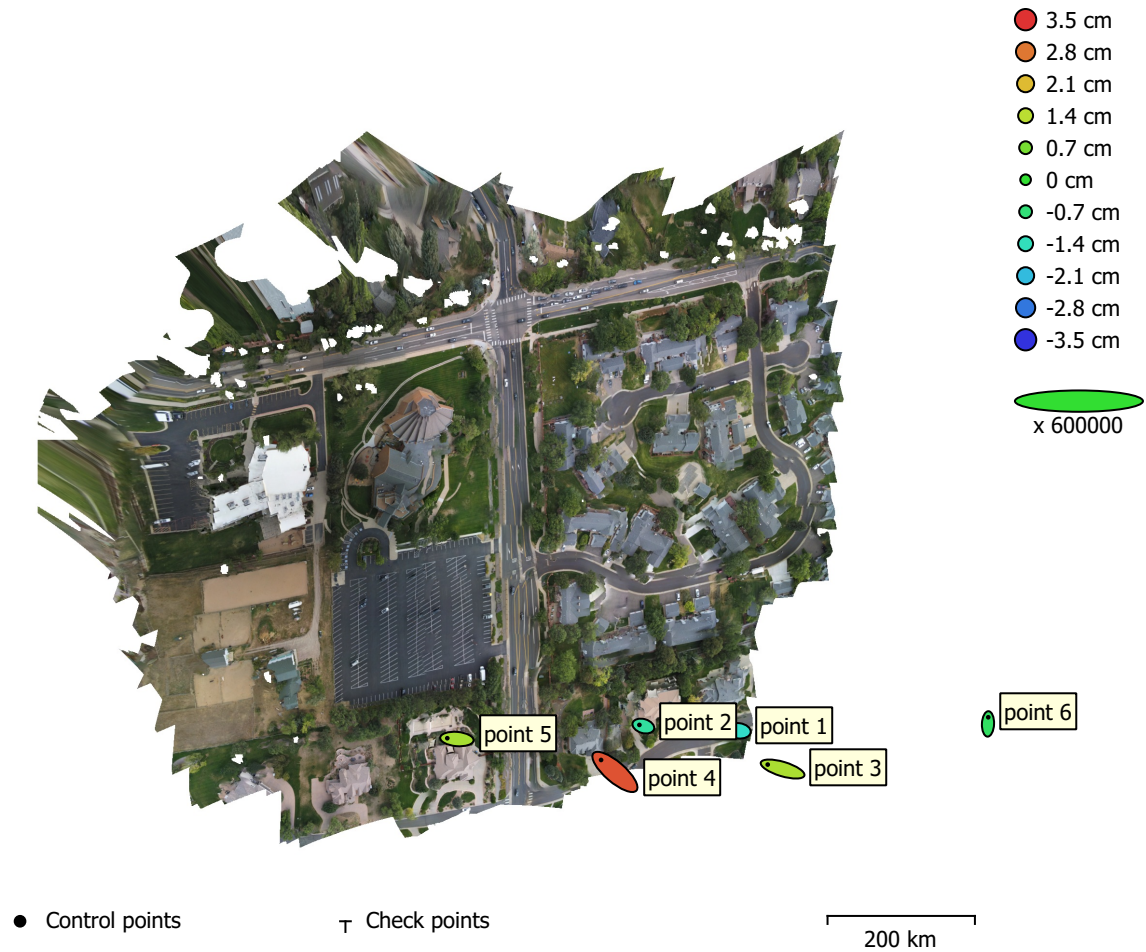 3.5 cm
2.8 cm
2.1 cm
1.4 cm
0.7 cm
0 cm
-0.7 cm
-1.4 cm
-2.1 cm
-2.8 cm
-3.5 cm
x 600000
point 6
point 2
point 1
point 5
point 3
point 4
Control points
Check points
200 km